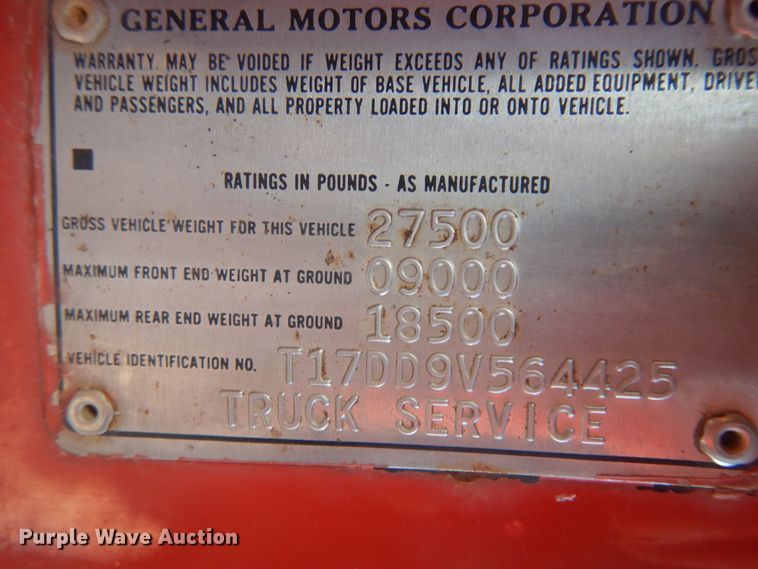 GENERAL MOTORS CORPORATION
WARRANTY MAY BE VOIDED IF WEIGHT EXCEEDS ANY OF RATINGS SHOWN. GROS
VEHICLE WEIGHT INCLUDES WEIGHT OF BASE VEHICLE, ALL ADDED EQUIPMENT, DRIVE
AND PASSENGERS, AND ALL PROPERTY LOADED INTO OR ONTO VEHICLE.
RATINGS IN POUNDS - AS MANUFACTURED
GROSS VEHICLE WEIGHT FOR THIS VEHICLE 27500
MAXIMUM FRONT END WEIGHT AT GROUND 09000
MAXIMUM REAR END WEIGHT AT GROUND 18500
VEHICLE IDENTIFICATION NO. T17DD9V564425
TRUCK SERVICE
Purple Wave Auction